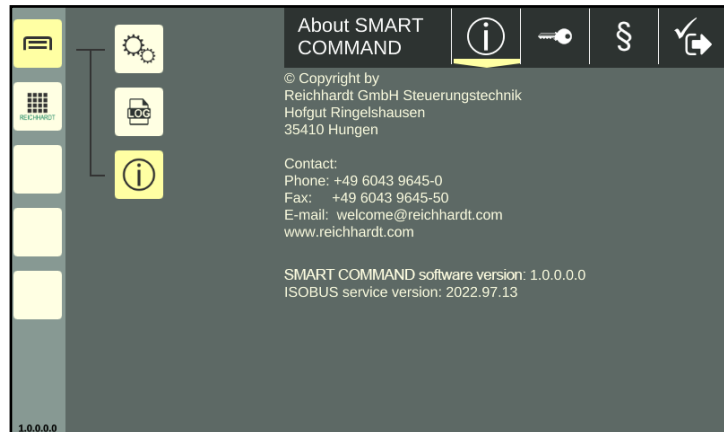 About SMART
COMMAND
§
REICHHARDT
LOG
© Copyright by
Reichhardt GmbH Steuerungstechnik
Hofgut Ringelshausen
35410 Hungen
Contact:
Phone: +49 6043 9645-0
Fax: +49 6043 9645-50
E-mail: welcome@reichhardt.com
www.reichhardt.com
SMART COMMAND software version: 1.0.0.0.0
ISOBUS service version: 2022.97.13
1.0.0.0.0